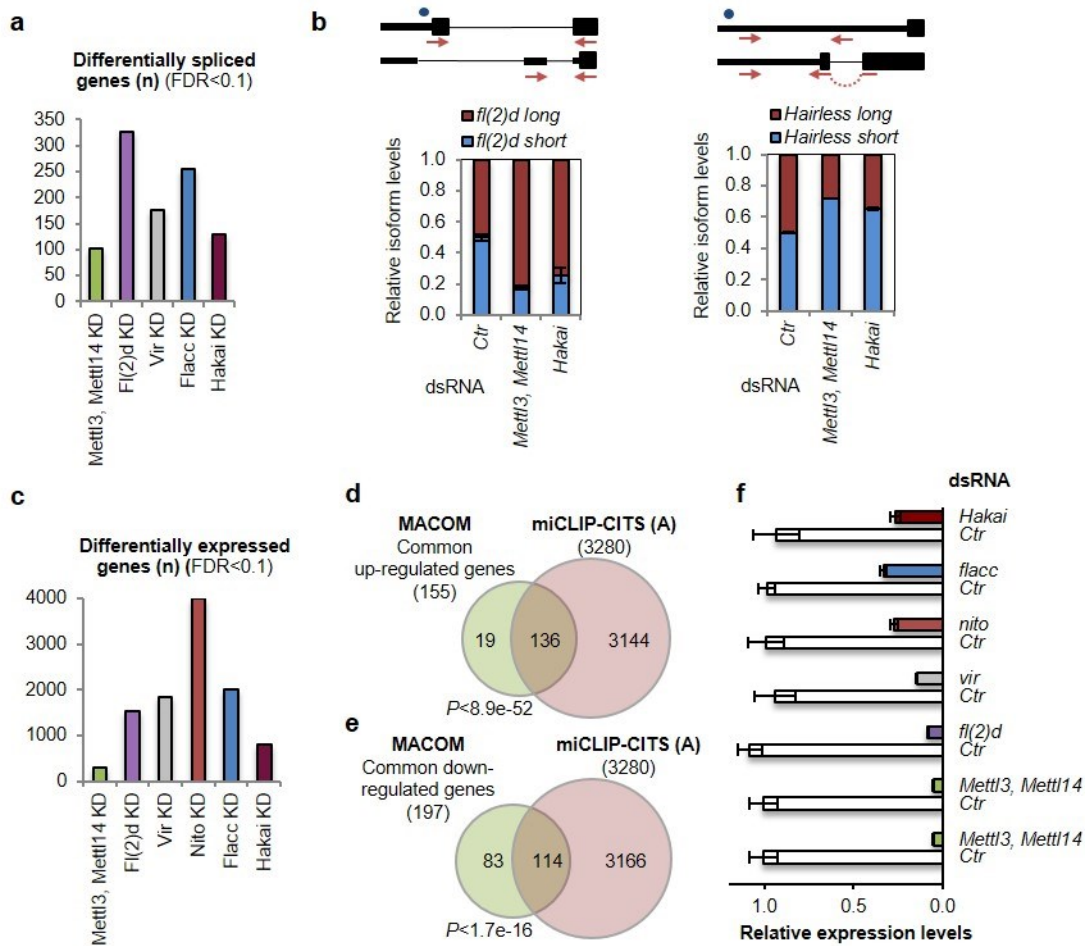 a
Differentially spliced
genes (n) (FDR<0.1)
350
300
250
200
150
100
50
0
Mettl3, Mettl14 KD
Fl(2)d KD
Vir KD
Flacc KD
Hakai KD
b
fl(2)d long
fl(2)d short
Relative isoform levels
1.0
0.8
0.6
0.4
0.2
0.0
Ctr
Mettl3, Mettl14
Hakai
dsRNA
Hairless long
Hairless short
Relative isoform levels
1.0
0.8
0.6
0.4
0.2
0.0
Ctr
Mettl3, Mettl14
Hakai
dsRNA
c
Differentially expressed
genes (n) (FDR<0.1)
4000
3000
2000
1000
0
Mettl3, Mettl14 KD
Fl(2)d KD
Vir KD
Nito KD
Flacc KD
Hakai KD
d
MACOM
Common
up-regulated genes
(155)
miCLIP-CITS (A)
(3280)
19
136
3144
P<8.9e-52
e
MACOM
Common down-
regulated genes
(197)
miCLIP-CITS (A)
(3280)
83
114
3166
P<1.7e-16
f
dsRNA
Hakai
Ctr
flacc
Ctr
nito
Ctr
vir
Ctr
fl(2)d
Ctr
Mettl3, Mettl14
Ctr
Mettl3, Mettl14
Ctr
1.0
0.5
0.0
Relative expression levels